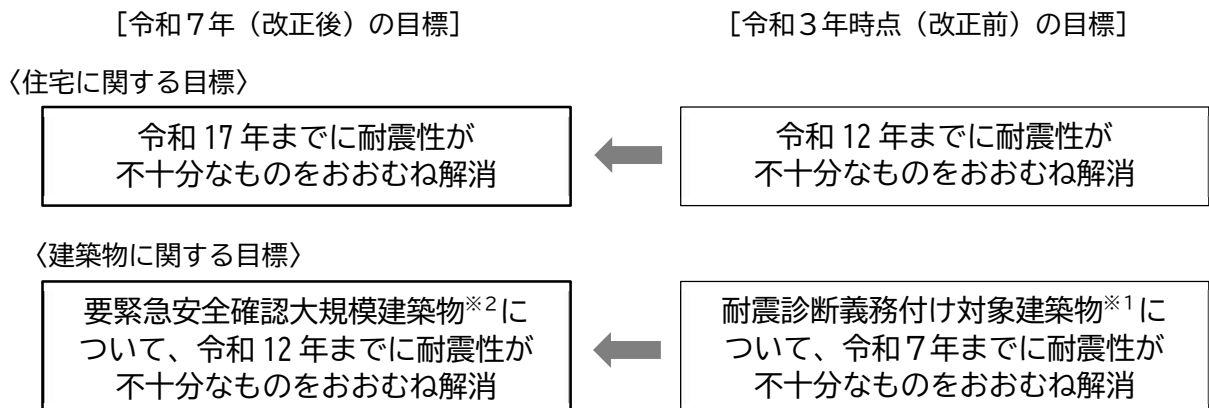 [令和7年(改正後)の目標]
[令和3年時点(改正前)の目標]
〈住宅に関する目標〉
令和 17 年までに耐震性が
不十分なものをおおむね解消
令和 12 年までに耐震性が
不十分なものをおおむね解消
〈建築物に関する目標〉
要緊急安全確認大規模建築物※2に
ついて、令和 12 年までに耐震性が
不十分なものをおおむね解消
耐震診断義務付け対象建築物※1に
ついて、令和7年までに耐震性が
不十分なものをおおむね解消